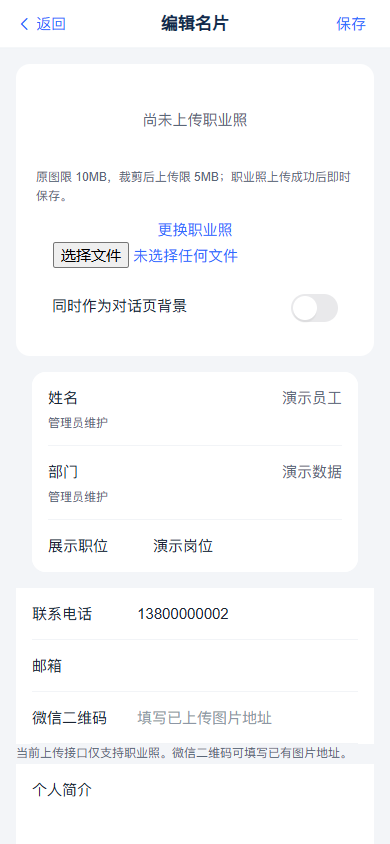 返回
编辑名片
保存
尚未上传职业照
原图限 10MB，裁剪后上传限 5MB；职业照上传成功后即时
保存。
更换职业照
选择文件 未选择任何文件
同时作为对话页背景
姓名 演示员工
管理员维护
部门 演示数据
管理员维护
展示职位 演示岗位
联系电话 13800000002
邮箱
微信二维码 填写已上传图片地址
当前上传接口仅支持职业照。微信二维码可填写已有图片地址。
个人简介